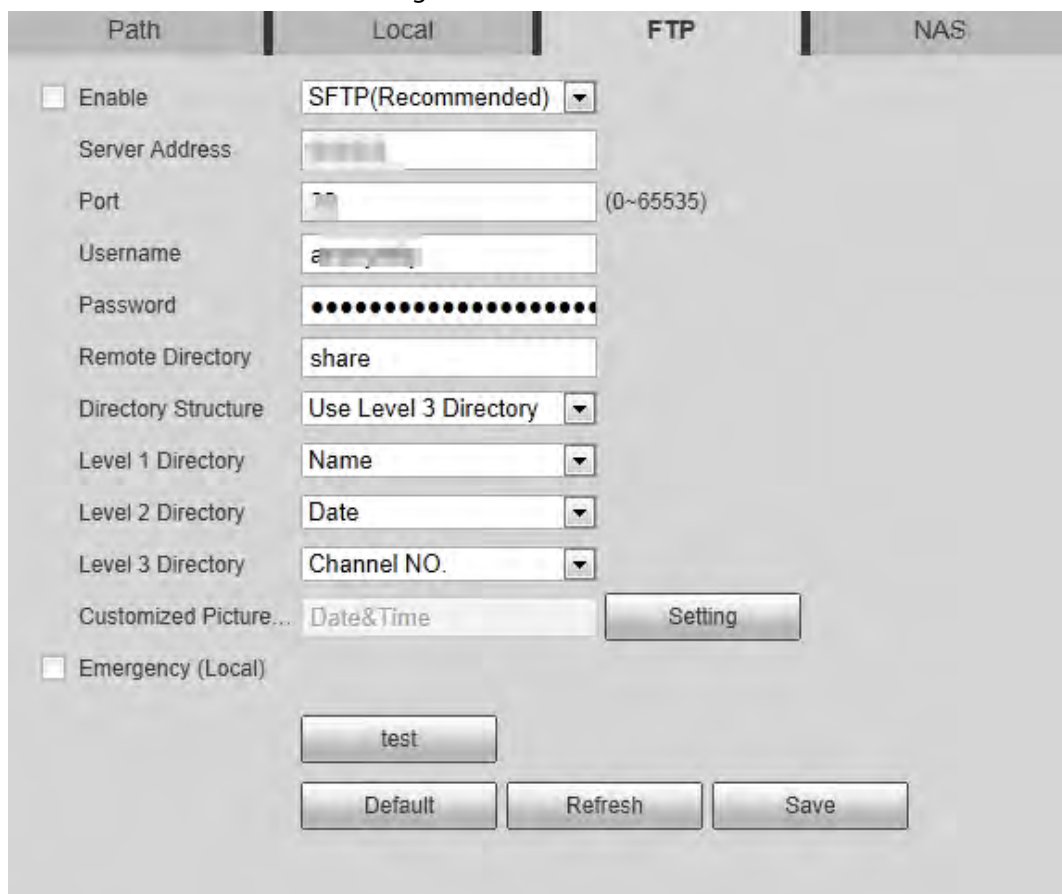 Path Local FTP NAS
Enable SFTP(Recommended)
Server Address
Port (0~65535)
Username
Password ●●●●●●●●●●●●●●●●●●●●
Remote Directory share
Directory Structure Use Level 3 Directory
Level 1 Directory Name
Level 2 Directory Date
Level 3 Directory Channel NO.
Customized Picture... Date&Time Setting
Emergency (Local)
test
Default Refresh Save